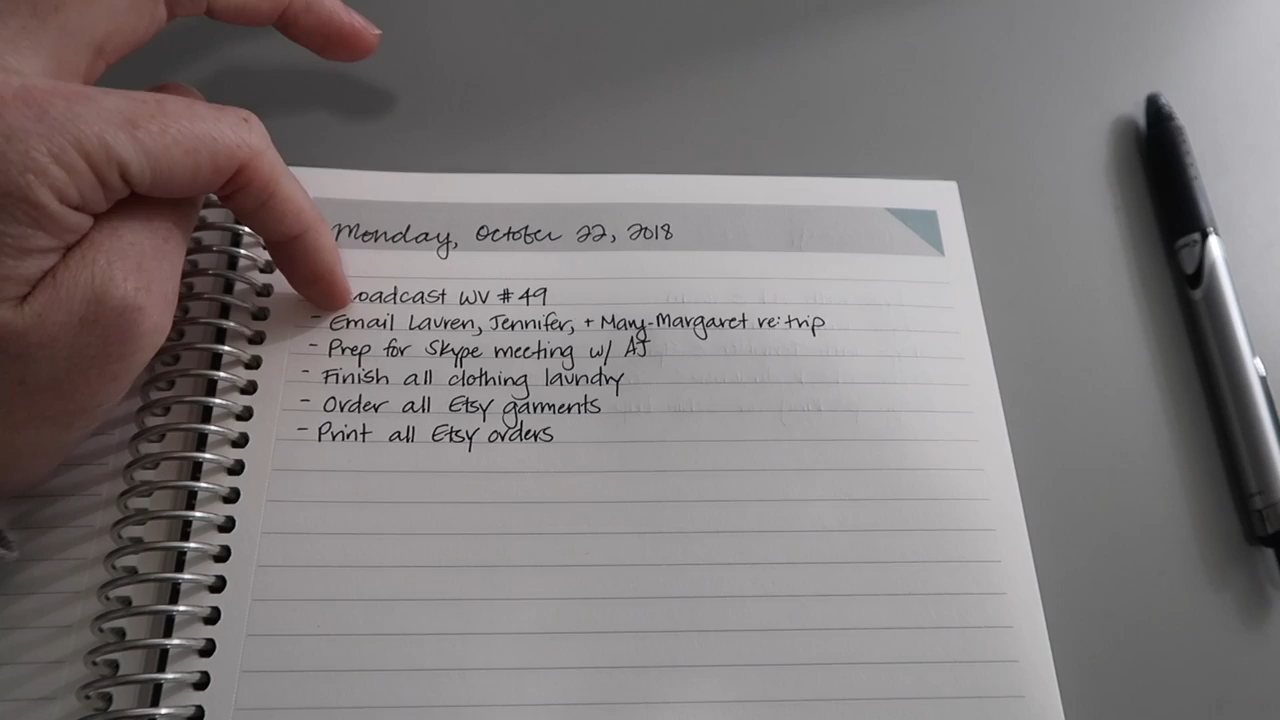 Monday, October 22, 2018
oadcast WV #49
- Email Lauren, Jennifer, + Mary-Margaret re: trip
- Prep for Skype meeting w/ AJ
- Finish all clothing laundry
- Order all Etsy garments
- Print all Etsy orders